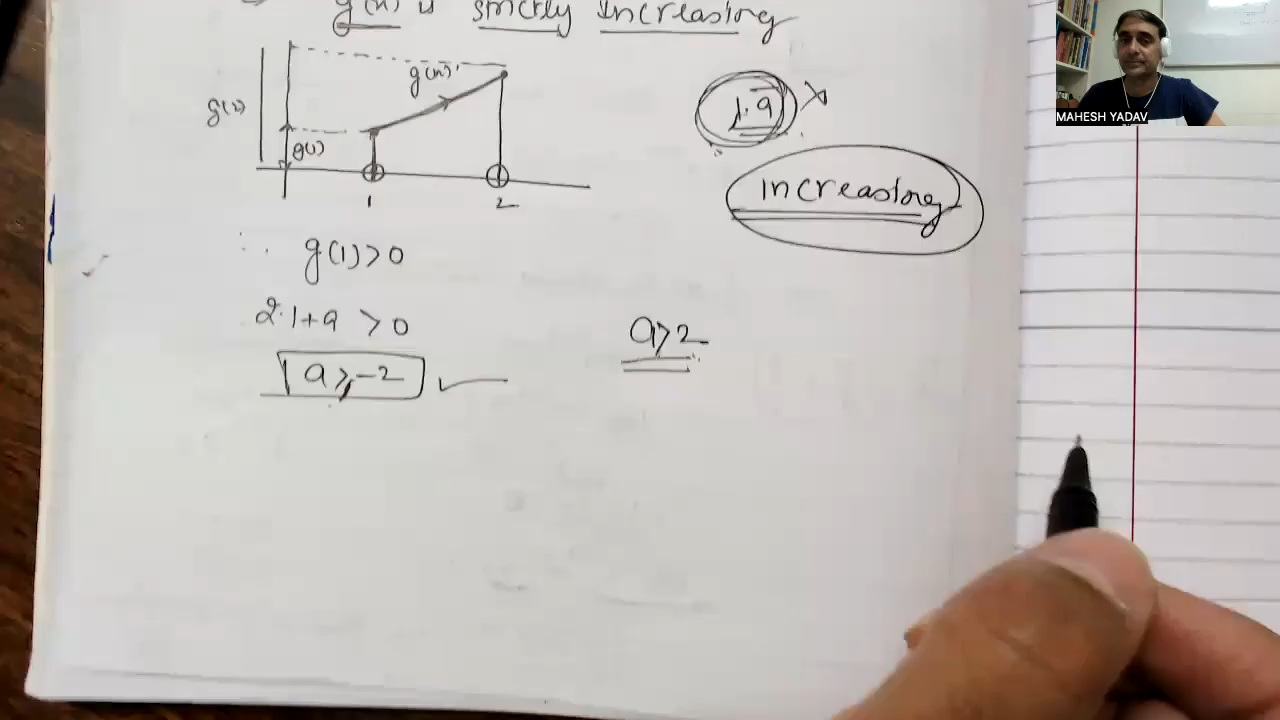 g(x) is strictly increasing
g(x)
g(2)
g(1)
1
2
1.9
increasing
∴ g(1)>0
2·1+a >0
a ≥ -2
a>2
MAHESH YADAV